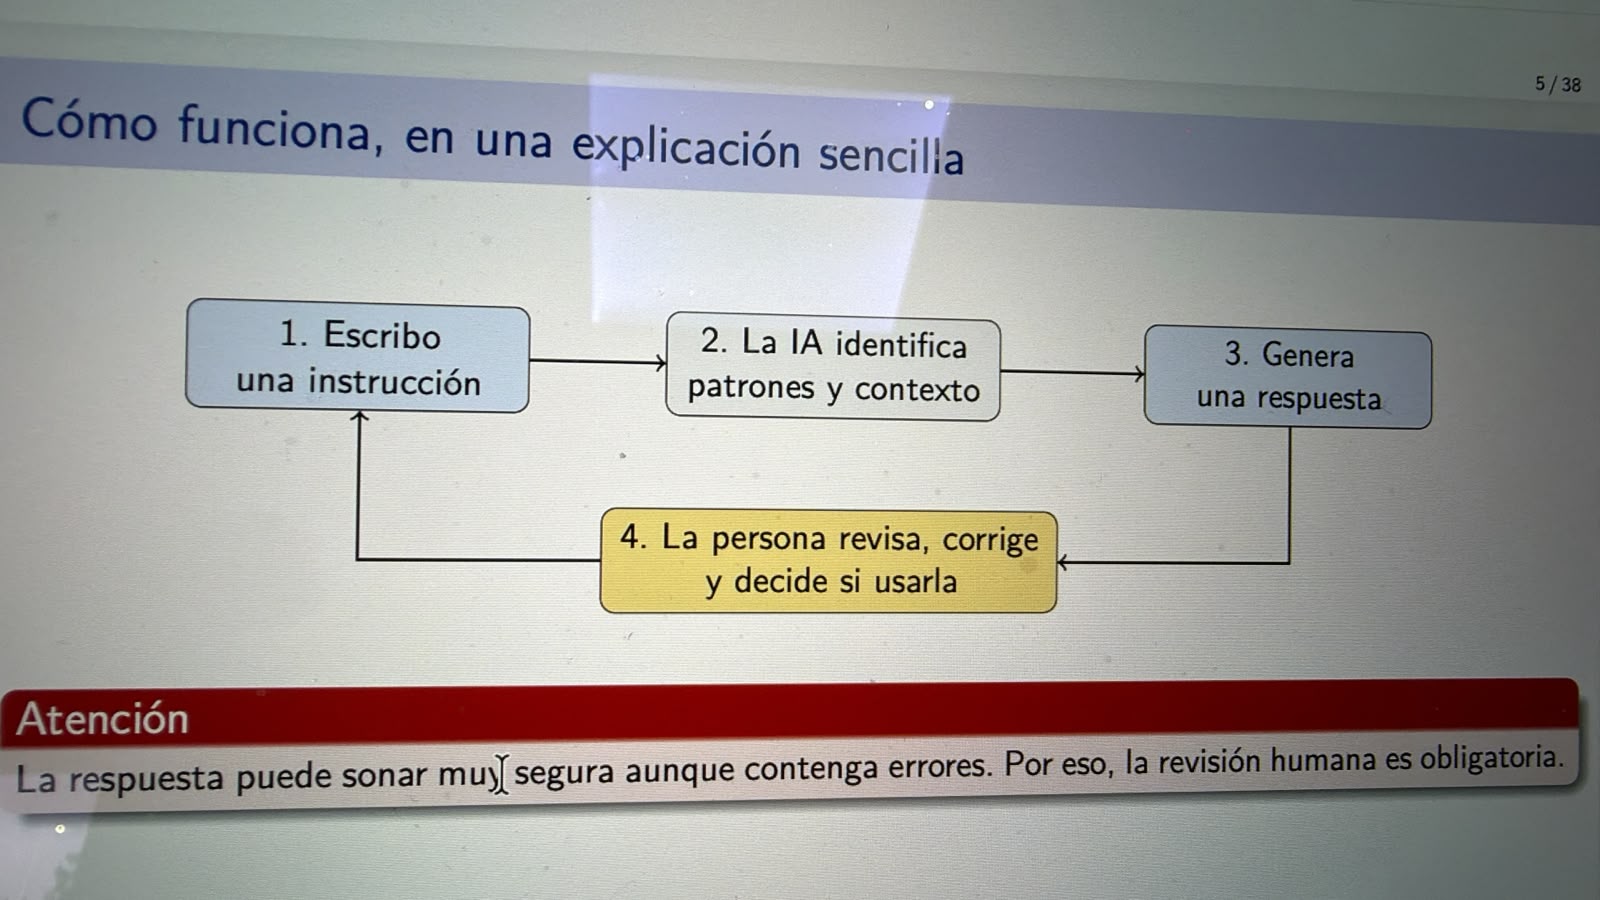 5 / 38
Cómo funciona, en una explicación sencilla
1. Escribo
una instrucción
2. La IA identifica
patrones y contexto
3. Genera
una respuesta
4. La persona revisa, corrige
y decide si usarla
Atención
La respuesta puede sonar muy segura aunque contenga errores. Por eso, la revisión humana es obligatoria.